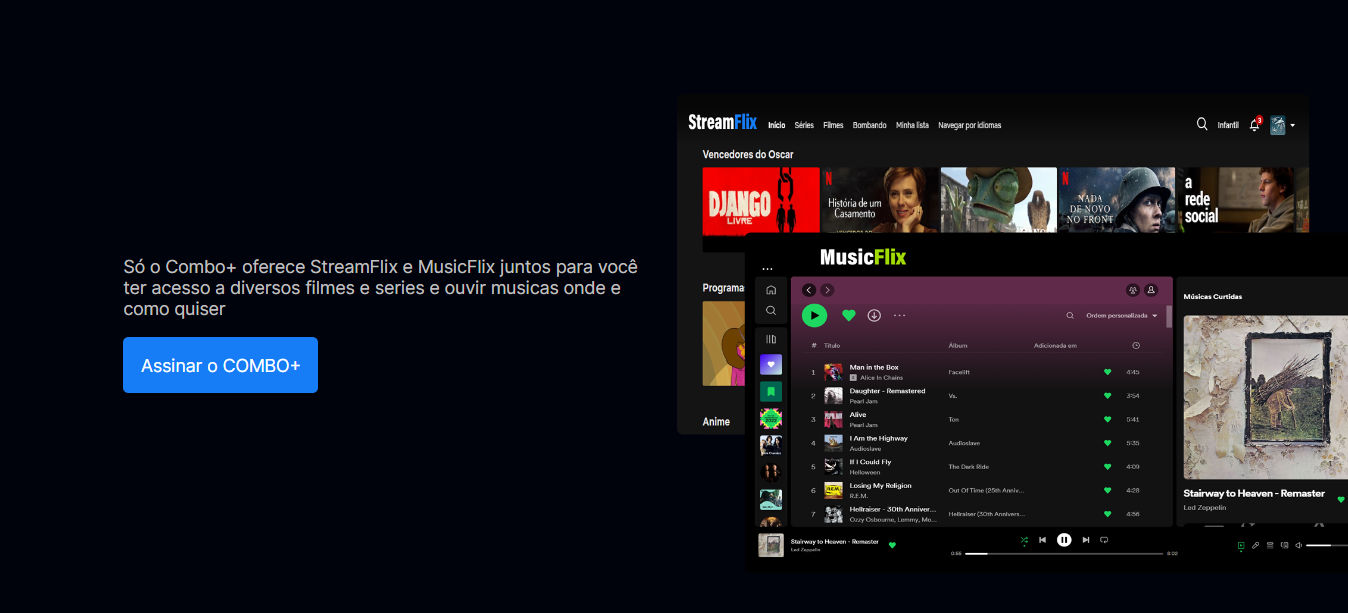 Só o Combo+ oferece StreamFlix e MusicFlix juntos para você
ter acesso a diversos filmes e series e ouvir musicas onde e
como quiser
Assinar o COMBO+
StreamFlix Início Séries Filmes Bombando Minha lista Navegar por idiomas Infantil 3
Vencedores do Oscar
DJANGO
LIVRE
História de um
Casamento
NADA
DE NOVO
NO FRONT
a
rede
social
Programas
Anime
MusicFlix
Ordem personalizada
# Título Álbum Adicionada em
1 Man in the Box Facelift 4:45
E Alice In Chains
2 Daughter - Remastered Vs. 3:54
Pearl Jam
3 Alive Ten 5:41
Pearl Jam
4 I Am the Highway Audioslave 5:35
Audioslave
5 If I Could Fly The Dark Ride 4:09
Helloween
6 Losing My Religion Out Of Time (25th Anniv... 4:28
R.E.M.
7 Hellraiser - 30th Anniver... Hellraiser (30th Annivers... 4:56
Ozzy Osbourne, Lemmy, Mo...
Músicas Curtidas
Stairway to Heaven - Remaster
Led Zeppelin
Stairway to Heaven - Remaster
Led Zeppelin
0:55 8:02